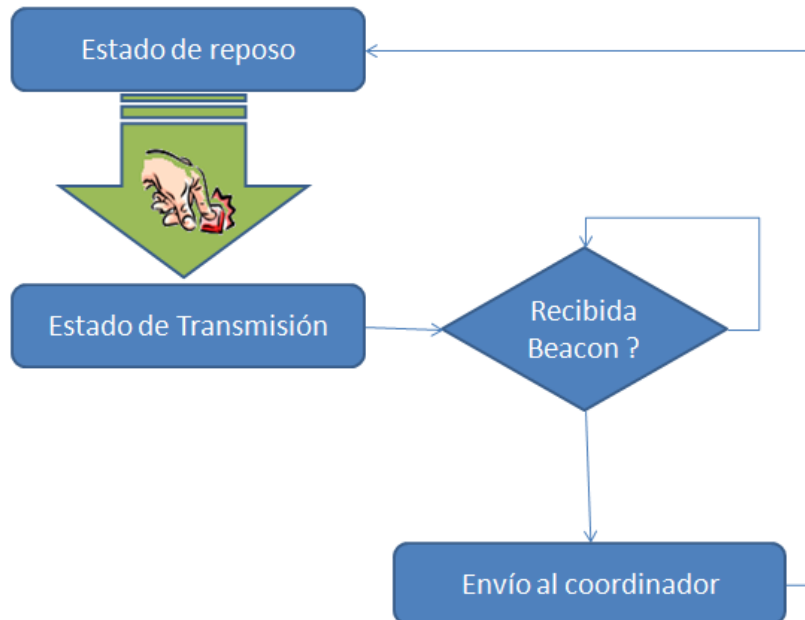 Estado de reposo
Estado de Transmisión
Recibida
Beacon ?
Envío al coordinador